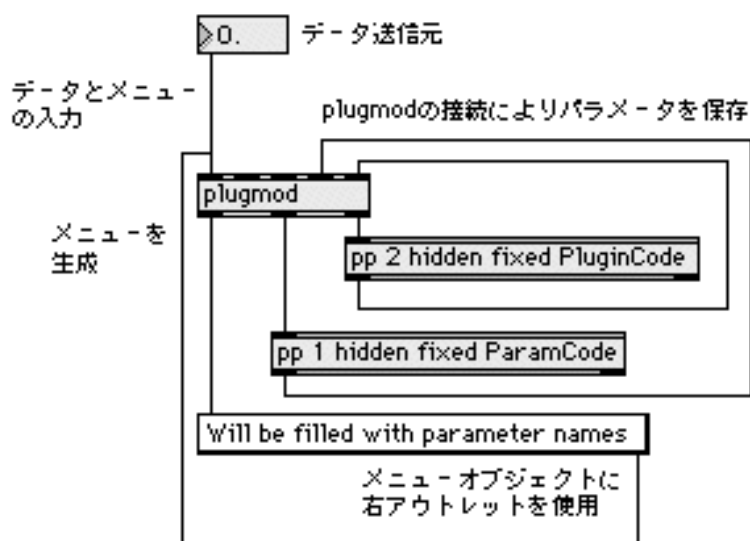 0.
データ送信元
データとメニュー
の入力
plugmodの接続によりパラメータを保存
plugmod
メニューを
生成
pp 2 hidden fixed PluginCode
pp 1 hidden fixed ParamCode
Will be filled with parameter names
メニューオブジェクトに
右アウトレットを使用